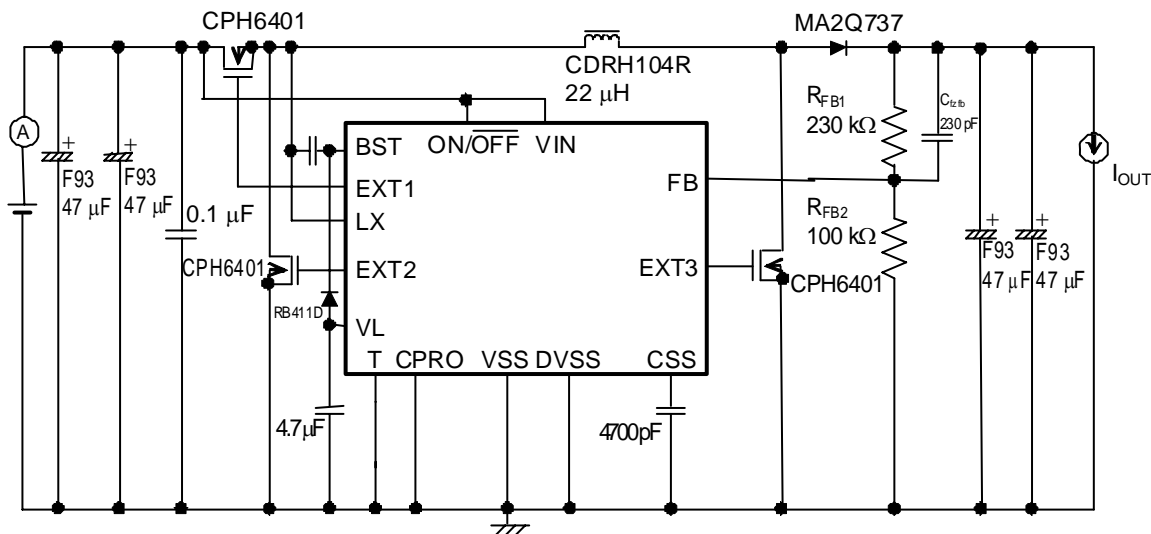 CPH6401
MA2Q737
CDRH104R
22 μH
A
+
F93
47 μF
+
F93
47 μF
0.1 μF
CPH6401
RB411D
4.7μF
BST
ON/OFF VIN
EXT1
LX
EXT2
VL
T CPRO VSS DVSS CSS
FB
EXT3
4700pF
RFB1
230 kΩ
Cfzfb
230 pF
RFB2
100 kΩ
CPH6401
+
F93
47 μF
+
F93
47 μF
IOUT